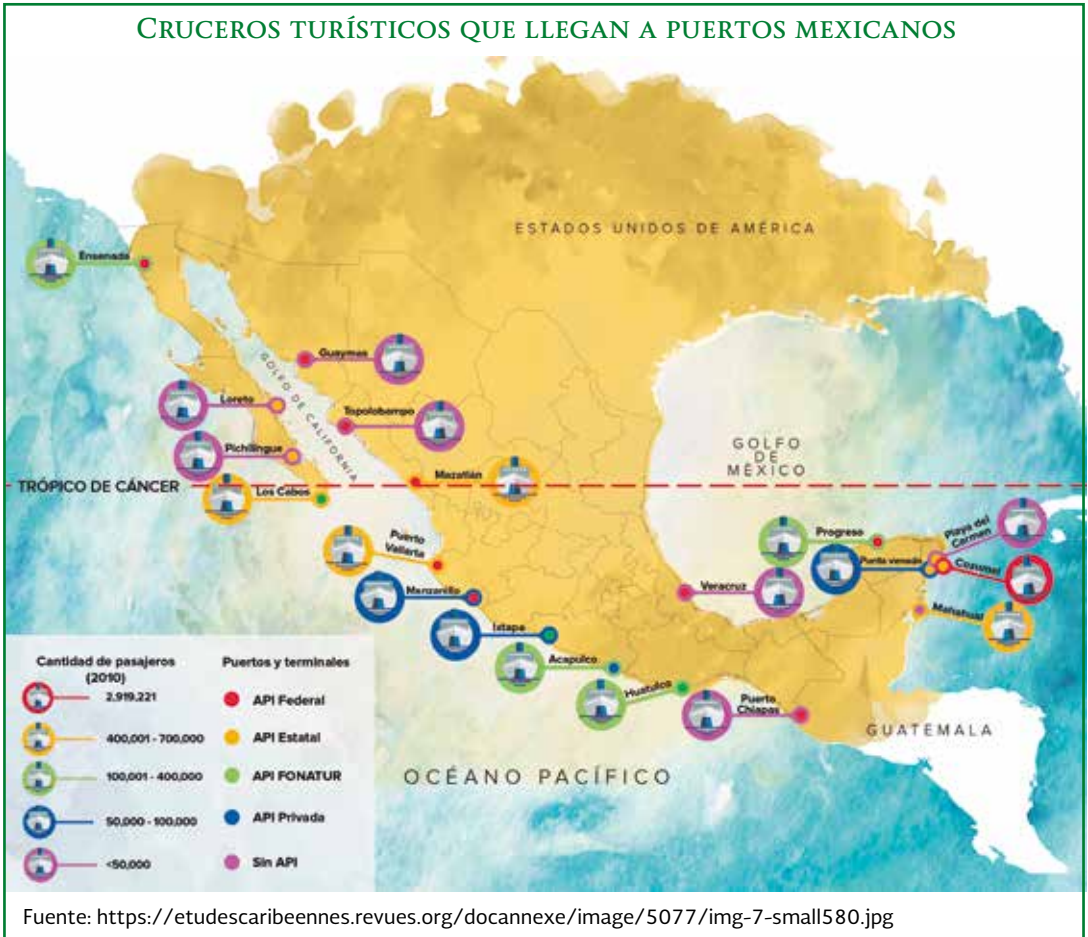 CRUCEROS TURÍSTICOS QUE LLEGAN A PUERTOS MEXICANOS
ESTADOS UNIDOS DE AMÉRICA
Ensenada
Guaymas
GOLFO DE CALIFORNIA
Loreto
Topolobampo
Pichilingue
GOLFO
DE
MÉXICO
TRÓPICO DE CÁNCER
Los Cabos
Mazatlán
Puerto
Vallarta
Progreso
Playa del
Carmen
Punta venado
Cozumel
Manzanillo
Veracruz
Mahahual
Ixtapa
Acapulco
Huatulco
Puerto
Chiapas
GUATEMALA
OCÉANO PACÍFICO
Cantidad de pasajeros
(2010)
2.919.221
400,001 - 700,000
100,001 - 400,000
50,000 - 100,000
<50,000
Puertos y terminales
API Federal
API Estatal
API FONATUR
API Privada
Sin API
Fuente: https://etudescaribeennes.revues.org/docannexe/image/5077/img-7-small580.jpg